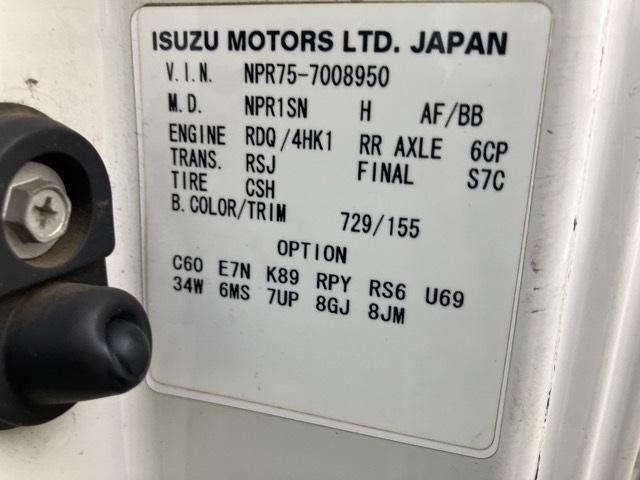 ISUZU MOTORS LTD. JAPAN
V.I.N. NPR75-7008950
M.D. NPR1SN H AF/BB
ENGINE RDQ/4HK1 RR AXLE 6CP
TRANS. RSJ FINAL S7C
TIRE CSH
B.COLOR/TRIM 729/155
OPTION
C60 E7N K89 RPY RS6 U69
34W 6MS 7UP 8GJ 8JM